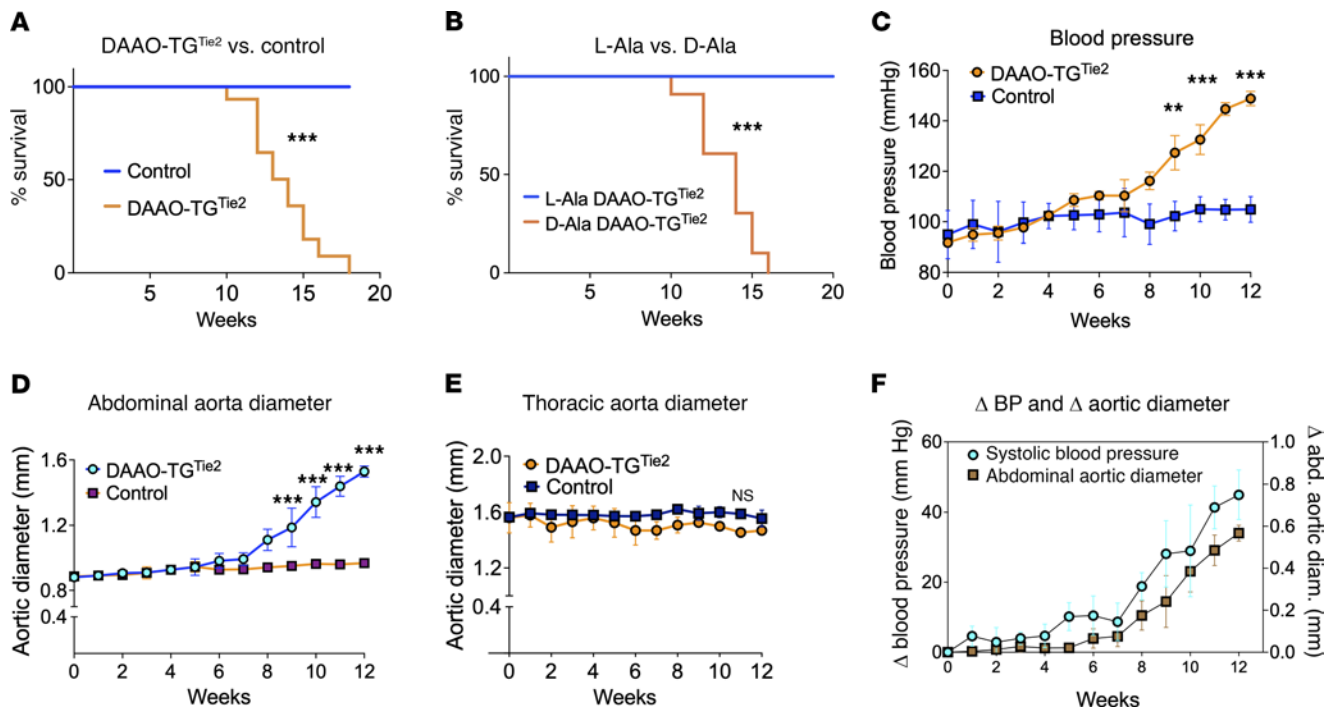 A
DAAO-TG^Tie2 vs. control
% survival
100
50
0
***
Control
DAAO-TG^Tie2
5 10 15 20
Weeks
B
L-Ala vs. D-Ala
% survival
100
50
0
***
L-Ala DAAO-TG^Tie2
D-Ala DAAO-TG^Tie2
5 10 15 20
Weeks
C
Blood pressure
Blood pressure (mmHg)
160
140
120
100
80
DAAO-TG^Tie2
Control
** *** ***
0 2 4 6 8 10 12
Weeks
D
Abdominal aorta diameter
Aortic diameter (mm)
1.6
1.2
0.8
0.4
DAAO-TG^Tie2
Control
*** *** *** ***
0 2 4 6 8 10 12
Weeks
E
Thoracic aorta diameter
Aortic diameter (mm)
2.0
1.6
1.2
0.4
DAAO-TG^Tie2
Control
NS
0 2 4 6 8 10 12
Weeks
F
Δ BP and Δ aortic diameter
Δ blood pressure (mm Hg)
60
40
20
0
Systolic blood pressure
Abdominal aortic diameter
1.0
0.8
0.6
0.4
0.2
0.0
Δ abd. aortic diam. (mm)
0 2 4 6 8 10 12
Weeks